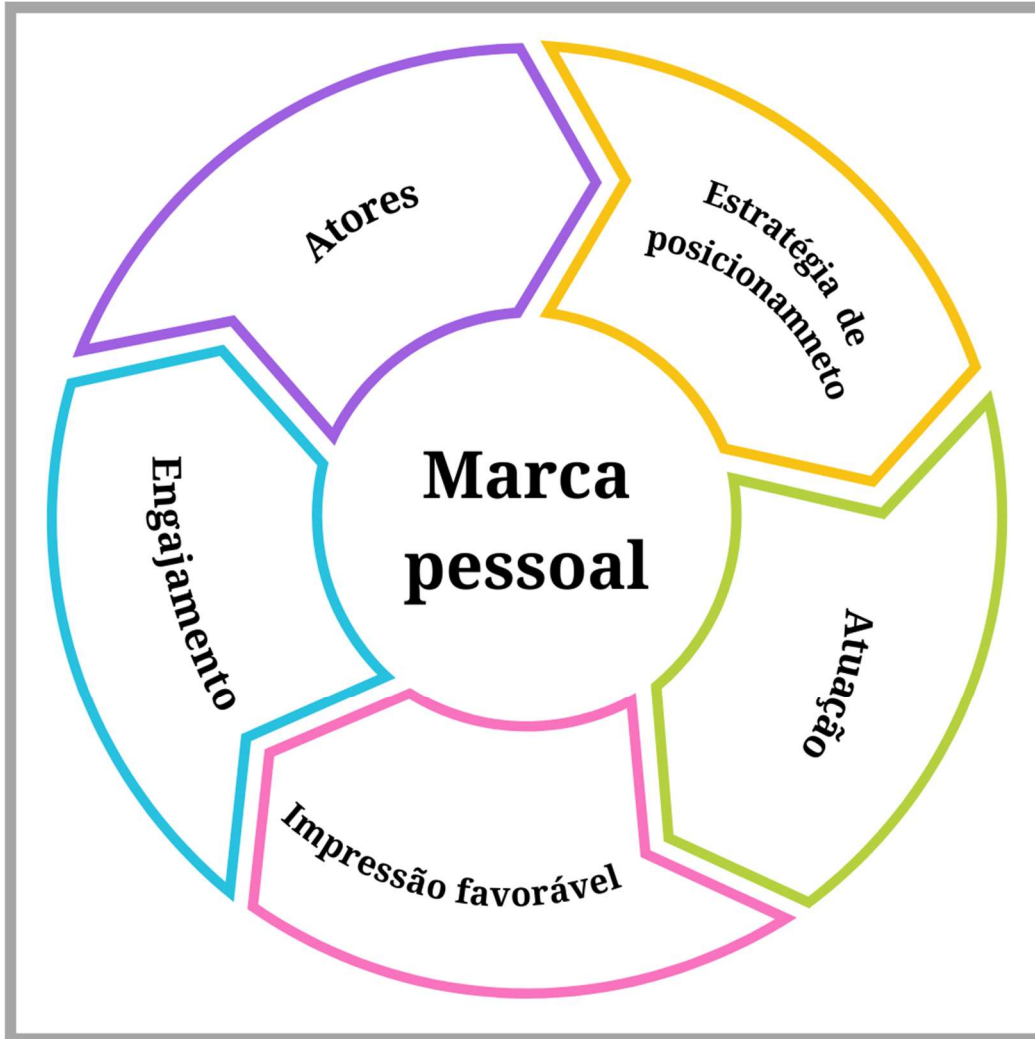 Atores
Estratégia de
posicionamneto
Marca
pessoal
Engajamento
Atuação
Impressão favorável